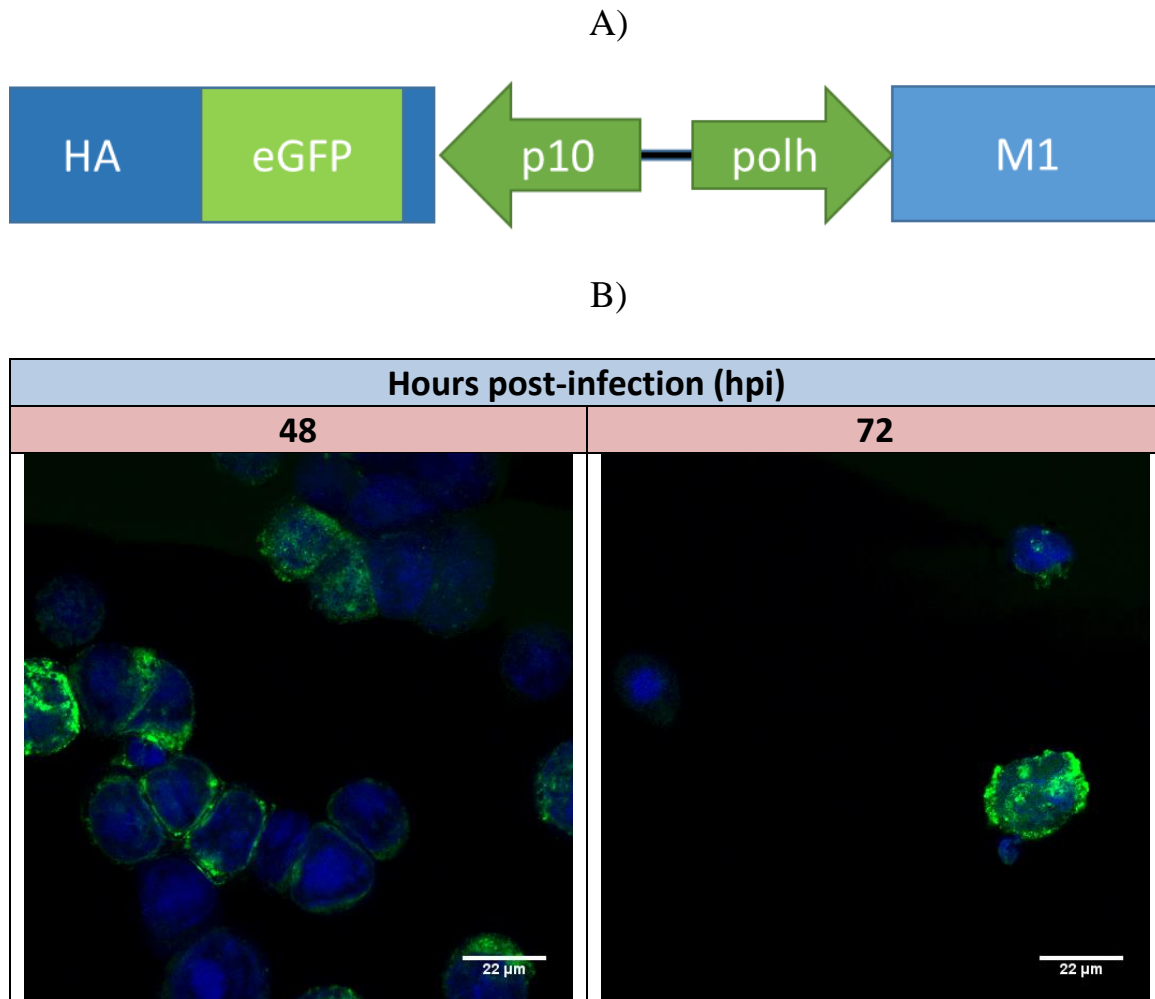 A)
HA eGFP p10 polh M1
B)
Hours post-infection (hpi)
48 72
22 µm 22 µm